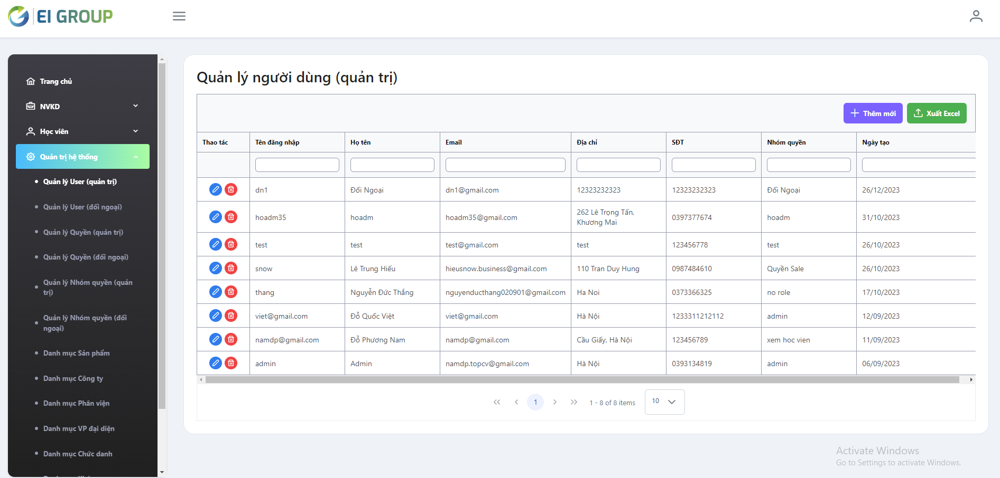 EI GROUP
Trang chủ
NVKD
Học viên
Quản trị hệ thống
Quản lý User (quản trị)
Quản lý User (đối ngoại)
Quản lý Quyền (quản trị)
Quản lý Quyền (đối ngoại)
Quản lý Nhóm quyền (quản
trị)
Quản lý Nhóm quyền (đối
ngoại)
Danh mục Sản phẩm
Danh mục Công ty
Danh mục Phân viện
Danh mục VP đại diện
Danh mục Chức danh
Quản lý người dùng (quản trị)
Thêm mới Xuất Excel
Thao tác Tên đăng nhập Họ tên Email Địa chỉ SĐT Nhóm quyền Ngày tạo
dn1 Đối Ngoại dn1@gmail.com 12323232323 12323232323 Đối Ngoại 26/12/2023
hoadm35 hoadm hoadm35@gmail.com 262 Lê Trọng Tấn, Khương Mai 0397377674 hoadm 31/10/2023
test test test@gmail.com test 123456778 test 26/10/2023
snow Lê Trung Hiếu hieusnow.business@gmail.com 110 Tran Duy Hung 0987484610 Quyền Sale 26/10/2023
thang Nguyễn Đức Thắng nguyenducthang020901@gmail.com Ha Noi 0373366325 no role 17/10/2023
viet@gmail.com Đỗ Quốc Việt viet@gmail.com Hà Nội 1233311212112 admin 12/09/2023
namdp@gmail.com Đỗ Phương Nam namdp@gmail.com Cầu Giấy, Hà Nội 123456789 xem hoc vien 11/09/2023
admin Admin namdp.topcv@gmail.com Hà Nội 0393134819 admin 06/09/2023
1 1 - 8 of 8 items 10
Activate Windows
Go to Settings to activate Windows.